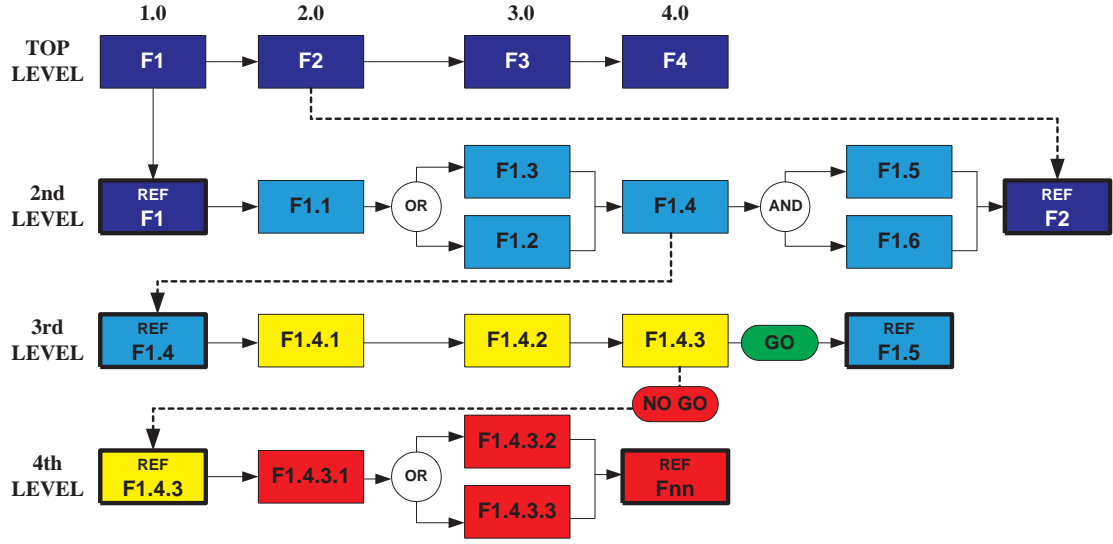 1.0 2.0 3.0 4.0
TOP
LEVEL
F1 F2 F3 F4
2nd
LEVEL
REF
F1
F1.1
OR
F1.3
F1.2
F1.4
AND
F1.5
F1.6
REF
F2
3rd
LEVEL
REF
F1.4
F1.4.1
F1.4.2
F1.4.3
GO
REF
F1.5
NO GO
4th
LEVEL
REF
F1.4.3
F1.4.3.1
OR
F1.4.3.2
F1.4.3.3
REF
Fnn